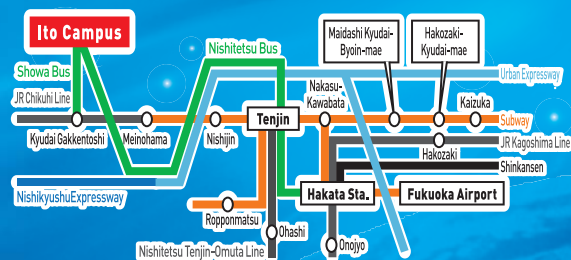 Ito Campus
Nishitetsu Bus
Maidashi Kyudai-
Byoin-mae
Hakozaki-
Kyudai-mae
Showa Bus
Urban Expressway
JR Chikuhi Line
Nakasu-
Kawabata
Kaizuka
Tenjin
Subway
Kyudai Gakkentoshi
Meinohama
Nishijin
JR Kagoshima Line
Hakozaki
Shinkansen
NishikyushuExpressway
Hakata Sta.
Fukuoka Airport
Ropponmatsu
Ohashi
Onojyo
Nishitetsu Tenjin-Omuta Line